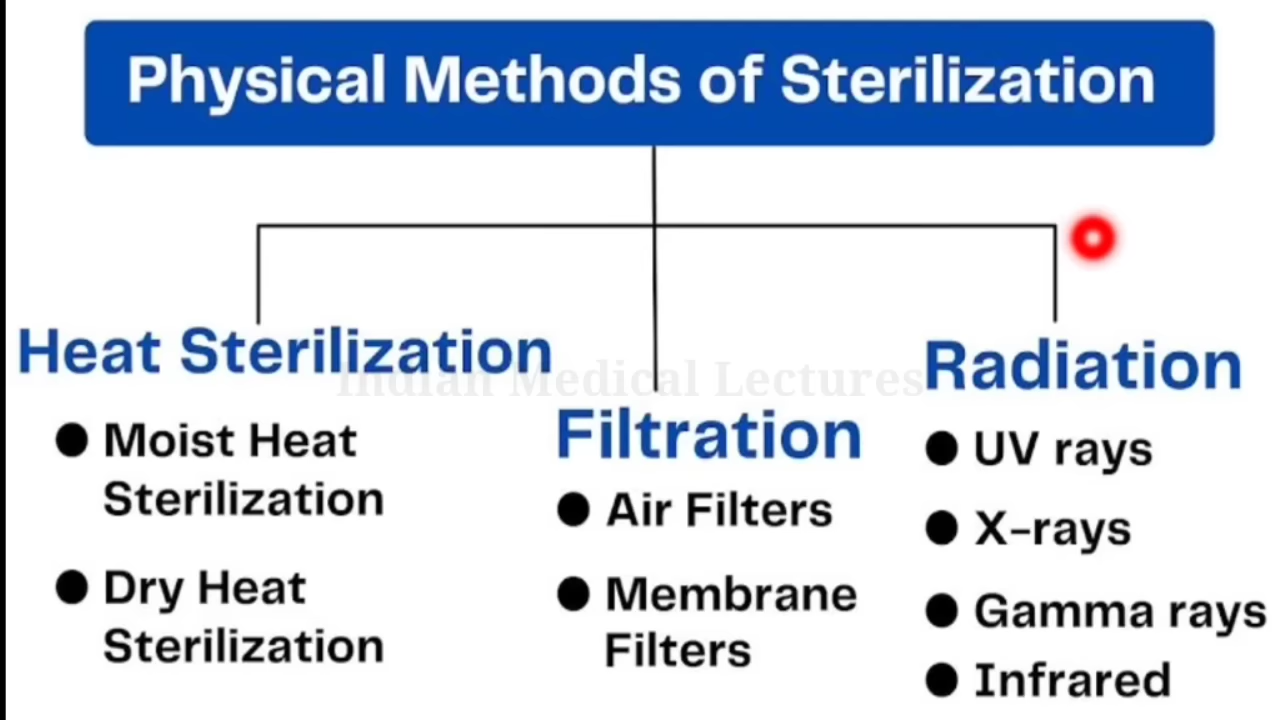 Physical Methods of Sterilization
Heat Sterilization
Moist Heat
Sterilization
Dry Heat
Sterilization
Indian Medical Lectures
Filtration
Air Filters
Membrane
Filters
Radiation
UV rays
X-rays
Gamma rays
Infrared